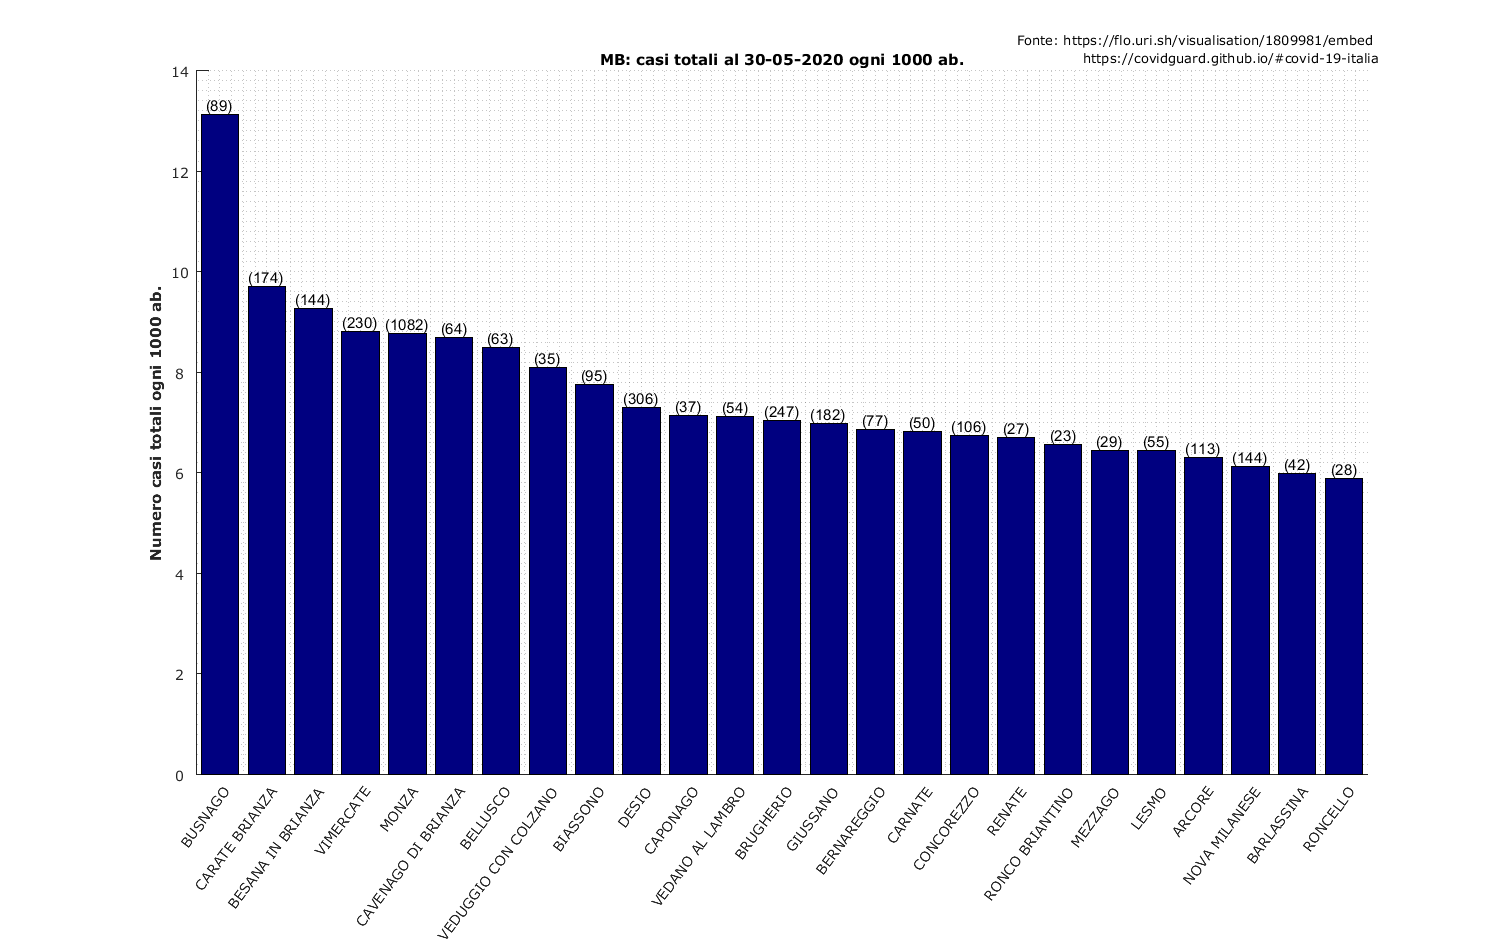 Fonte: https://flo.uri.sh/visualisation/1809981/embed
https://covidguard.github.io/#covid-19-italia
MB: casi totali al 30-05-2020 ogni 1000 ab.
Numero casi totali ogni 1000 ab.
14
12
10
8
6
4
2
0
(89)
(174)
(144)
(230)
(1082)
(64)
(63)
(35)
(95)
(306)
(37)
(54)
(247)
(182)
(77)
(50)
(106)
(27)
(23)
(29)
(55)
(113)
(144)
(42)
(28)
BUSNAGO
CARATE BRIANZA
BESANA IN BRIANZA
VIMERCATE
MONZA
CAVENAGO DI BRIANZA
BELLUSCO
VEDUGGIO CON COLZANO
BIASSONO
DESIO
CAPONAGO
VEDANO AL LAMBRO
BRUGHERIO
GIUSSANO
BERNAREGGIO
CARNATE
CONCOREZZO
RENATE
RONCO BRIANTINO
MEZZAGO
LESMO
ARCORE
NOVA MILANESE
BARLASSINA
RONCELLO